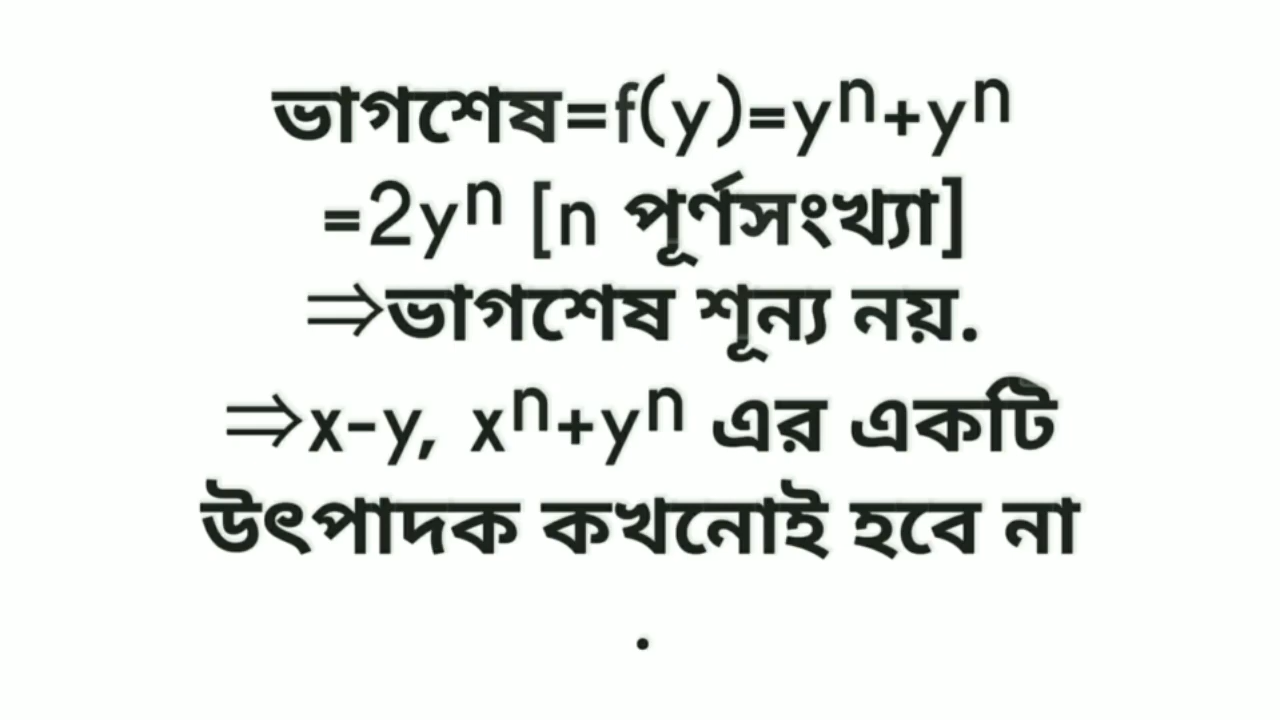 ভাগশেষ=f(y)=yⁿ+yⁿ
=2yⁿ [n পূর্ণসংখ্যা]
⇒ভাগশেষ শূন্য নয়.
⇒x-y, xⁿ+yⁿ এর একটি
উৎপাদক কখনোই হবে না
.